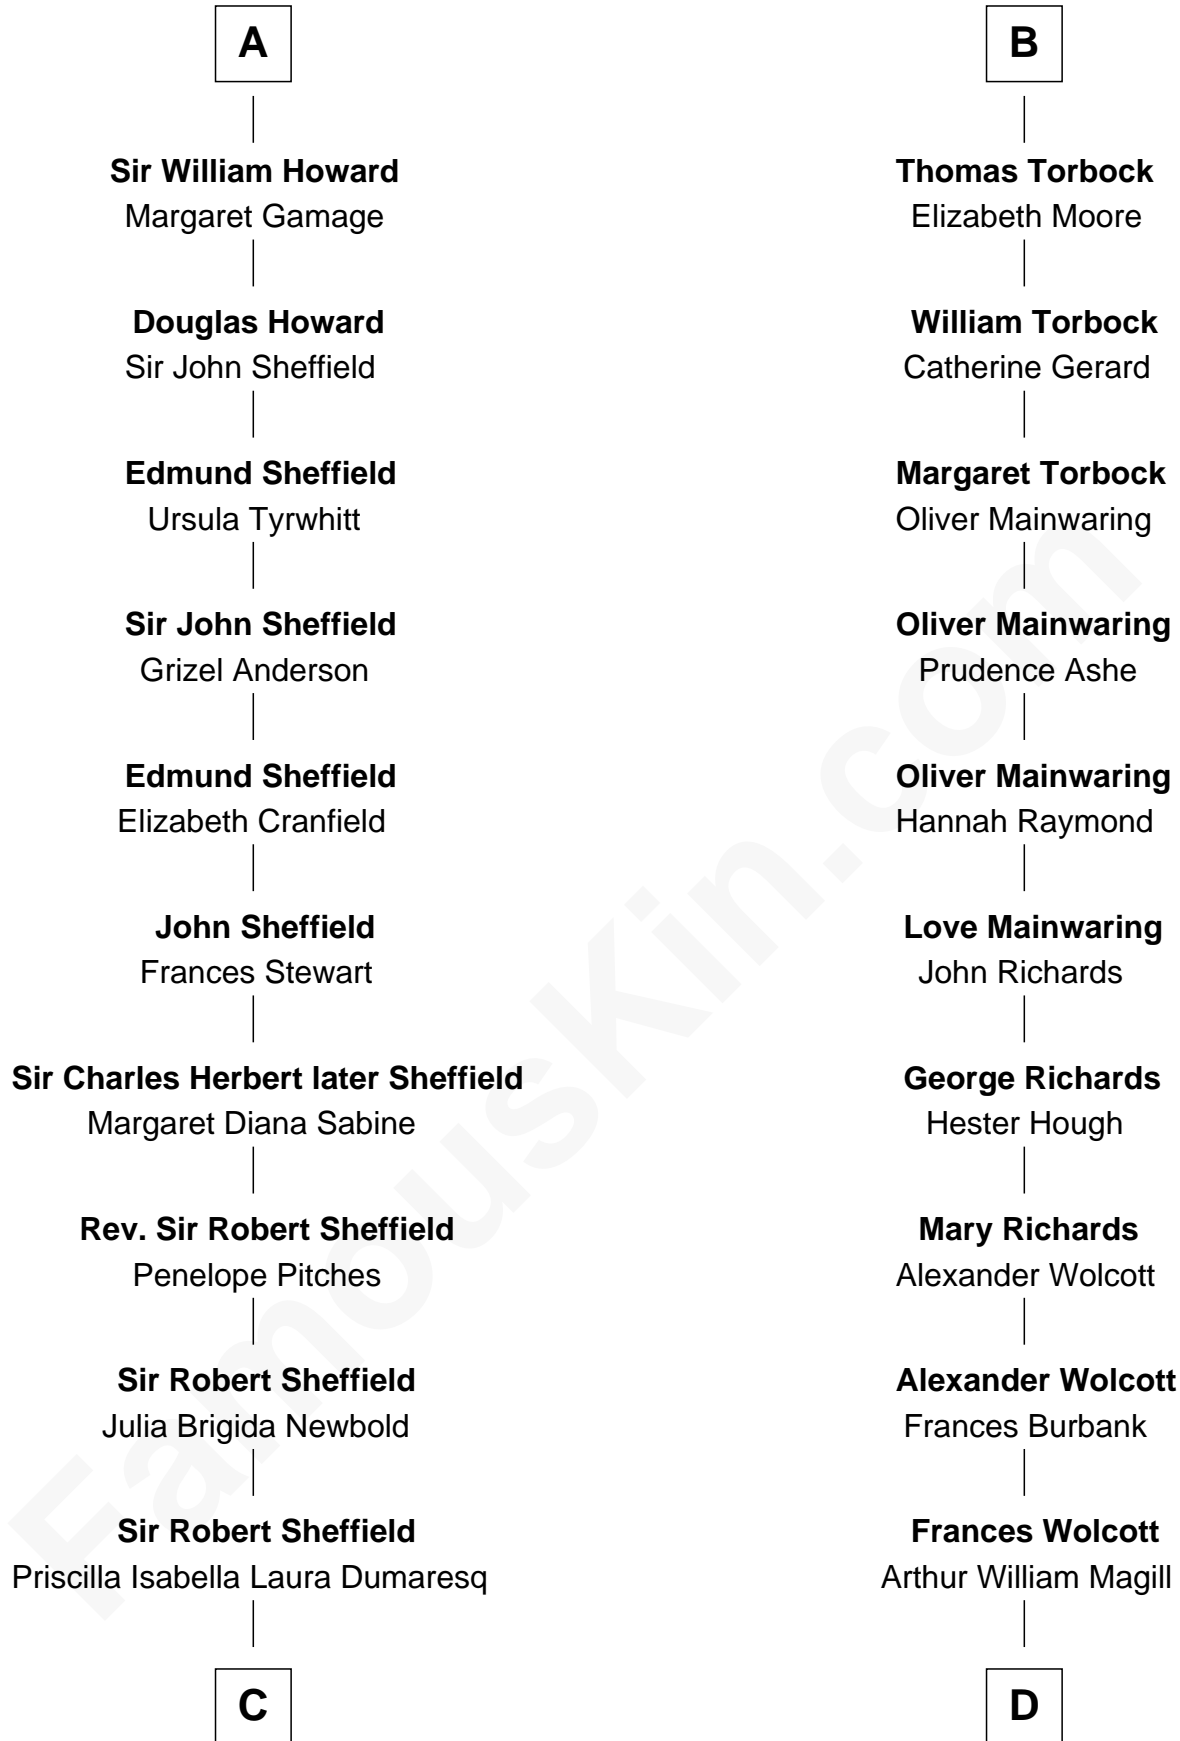 A
Sir William Howard
Margaret Gamage
Douglas Howard
Sir John Sheffield
Edmund Sheffield
Ursula Tyrwhitt
Sir John Sheffield
Grizel Anderson
Edmund Sheffield
Elizabeth Cranfield
John Sheffield
Frances Stewart
Sir Charles Herbert later Sheffield
Margaret Diana Sabine
Rev. Sir Robert Sheffield
Penelope Pitches
Sir Robert Sheffield
Julia Brigida Newbold
Sir Robert Sheffield
Priscilla Isabella Laura Dumaresq
C
B
Thomas Torbock
Elizabeth Moore
William Torbock
Catherine Gerard
Margaret Torbock
Oliver Mainwaring
Oliver Mainwaring
Prudence Ashe
Oliver Mainwaring
Hannah Raymond
Love Mainwaring
John Richards
George Richards
Hester Hough
Mary Richards
Alexander Wolcott
Alexander Wolcott
Frances Burbank
Frances Wolcott
Arthur William Magill
D
FamousKin.com